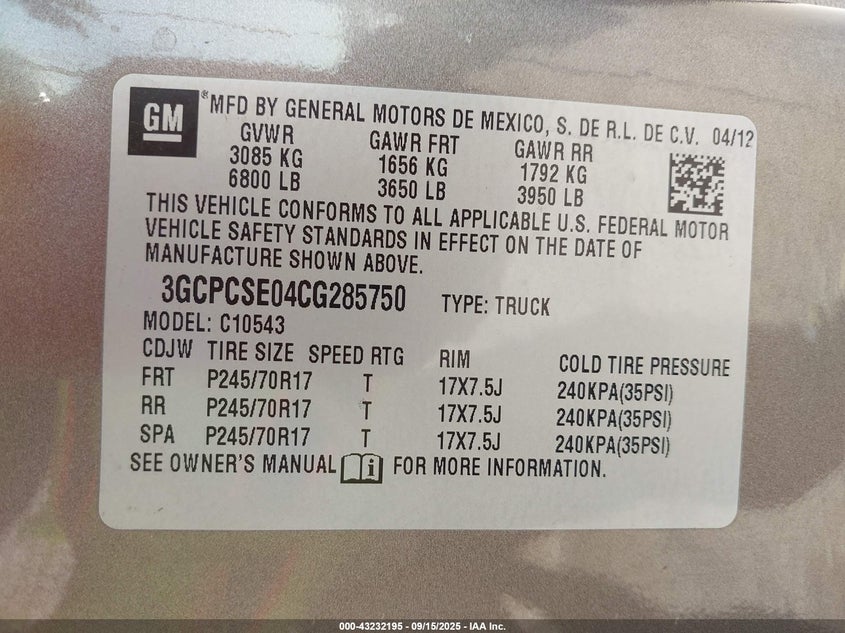 GM
® MFD BY GENERAL MOTORS DE MEXICO, S. DE R.L. DE C.V. 04/12
GVWR GAWR FRT GAWR RR
3085 KG 1656 KG 1792 KG
6800 LB 3650 LB 3950 LB
THIS VEHICLE CONFORMS TO ALL APPLICABLE U.S. FEDERAL MOTOR
VEHICLE SAFETY STANDARDS IN EFFECT ON THE DATE OF
MANUFACTURE SHOWN ABOVE.
3GCPCSE04CG285750 TYPE: TRUCK
MODEL: C10543
CDJW TIRE SIZE SPEED RTG RIM COLD TIRE PRESSURE
FRT P245/70R17 T 17X7.5J 240KPA(35PSI)
RR P245/70R17 T 17X7.5J 240KPA(35PSI)
SPA P245/70R17 T 17X7.5J 240KPA(35PSI)
SEE OWNER'S MANUAL i FOR MORE INFORMATION.
000-43232195 - 09/15/2025 - IAA Inc.